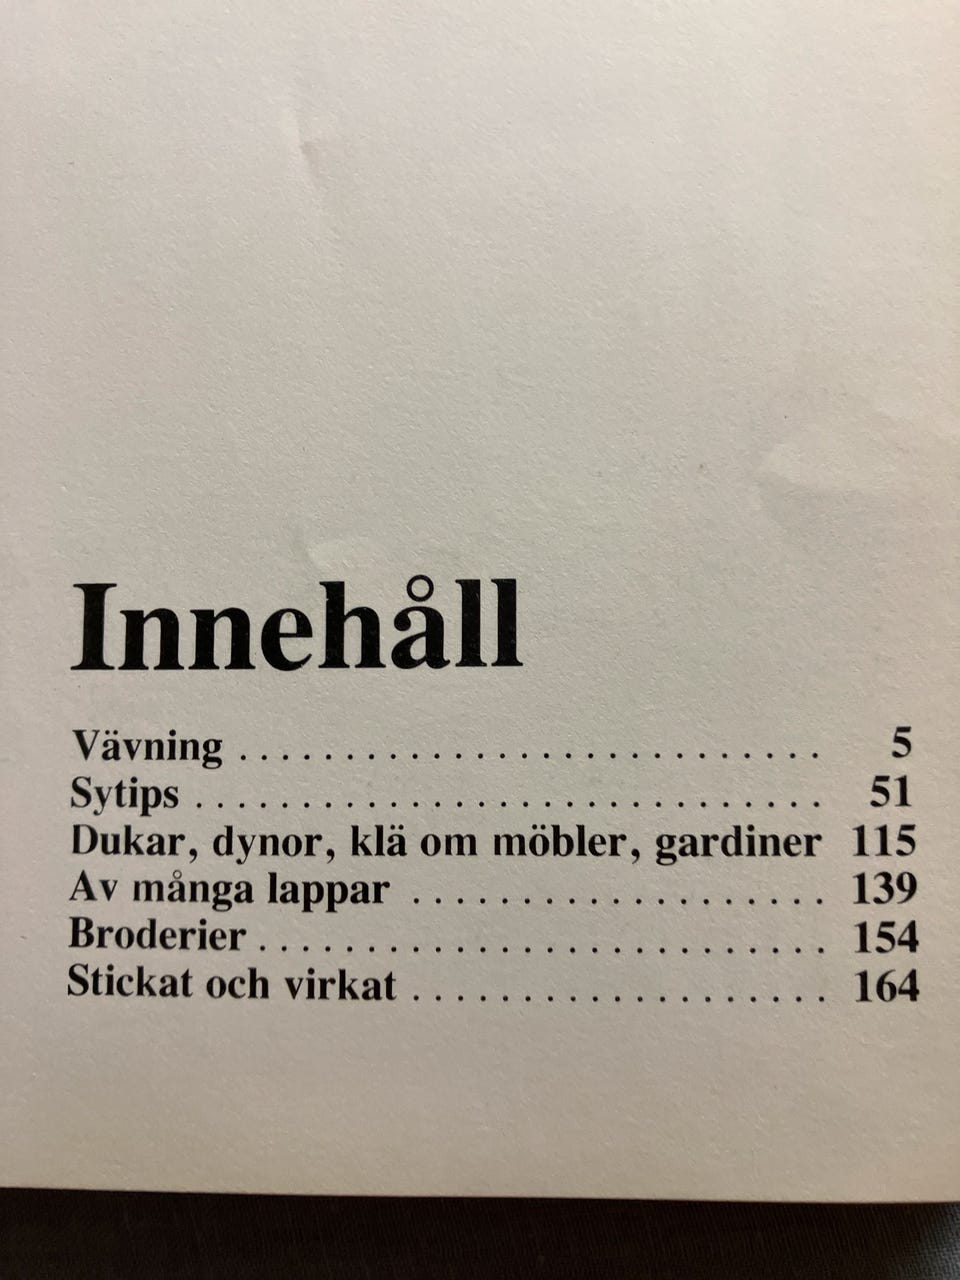 Innehåll
Vävning . . . . . . . . . . . . . . . . . . . . . . . . . . . . 5
Sytips . . . . . . . . . . . . . . . . . . . . . . . . . . . . . . 51
Dukar, dynor, klä om möbler, gardiner 115
Av många lappar . . . . . . . . . . . . . . . . . . . . 139
Broderier . . . . . . . . . . . . . . . . . . . . . . . . . . . 154
Stickat och virkat . . . . . . . . . . . . . . . . . . . . 164